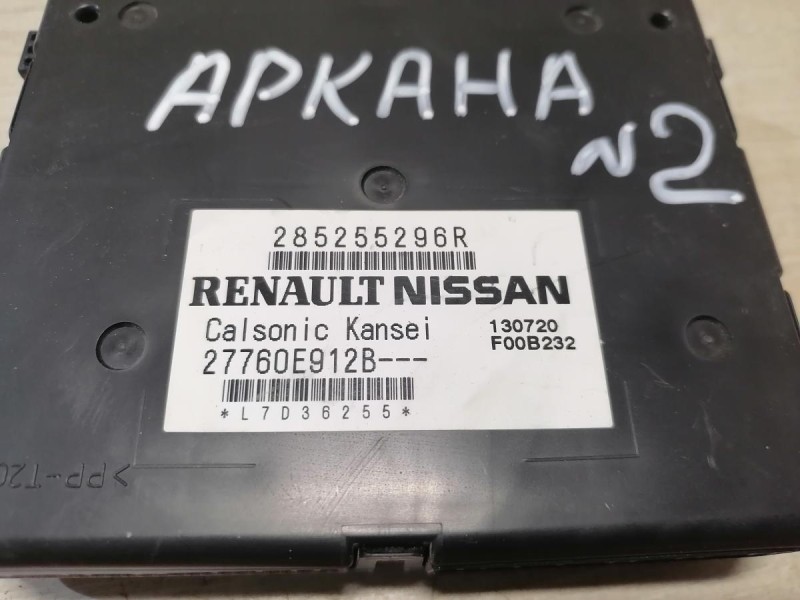 АРКАНА
N2
285255296R
RENAULT NISSAN
Calsonic Kansei
130720
27760E912B---
F00B232
*L7D36255*
>PP-T20